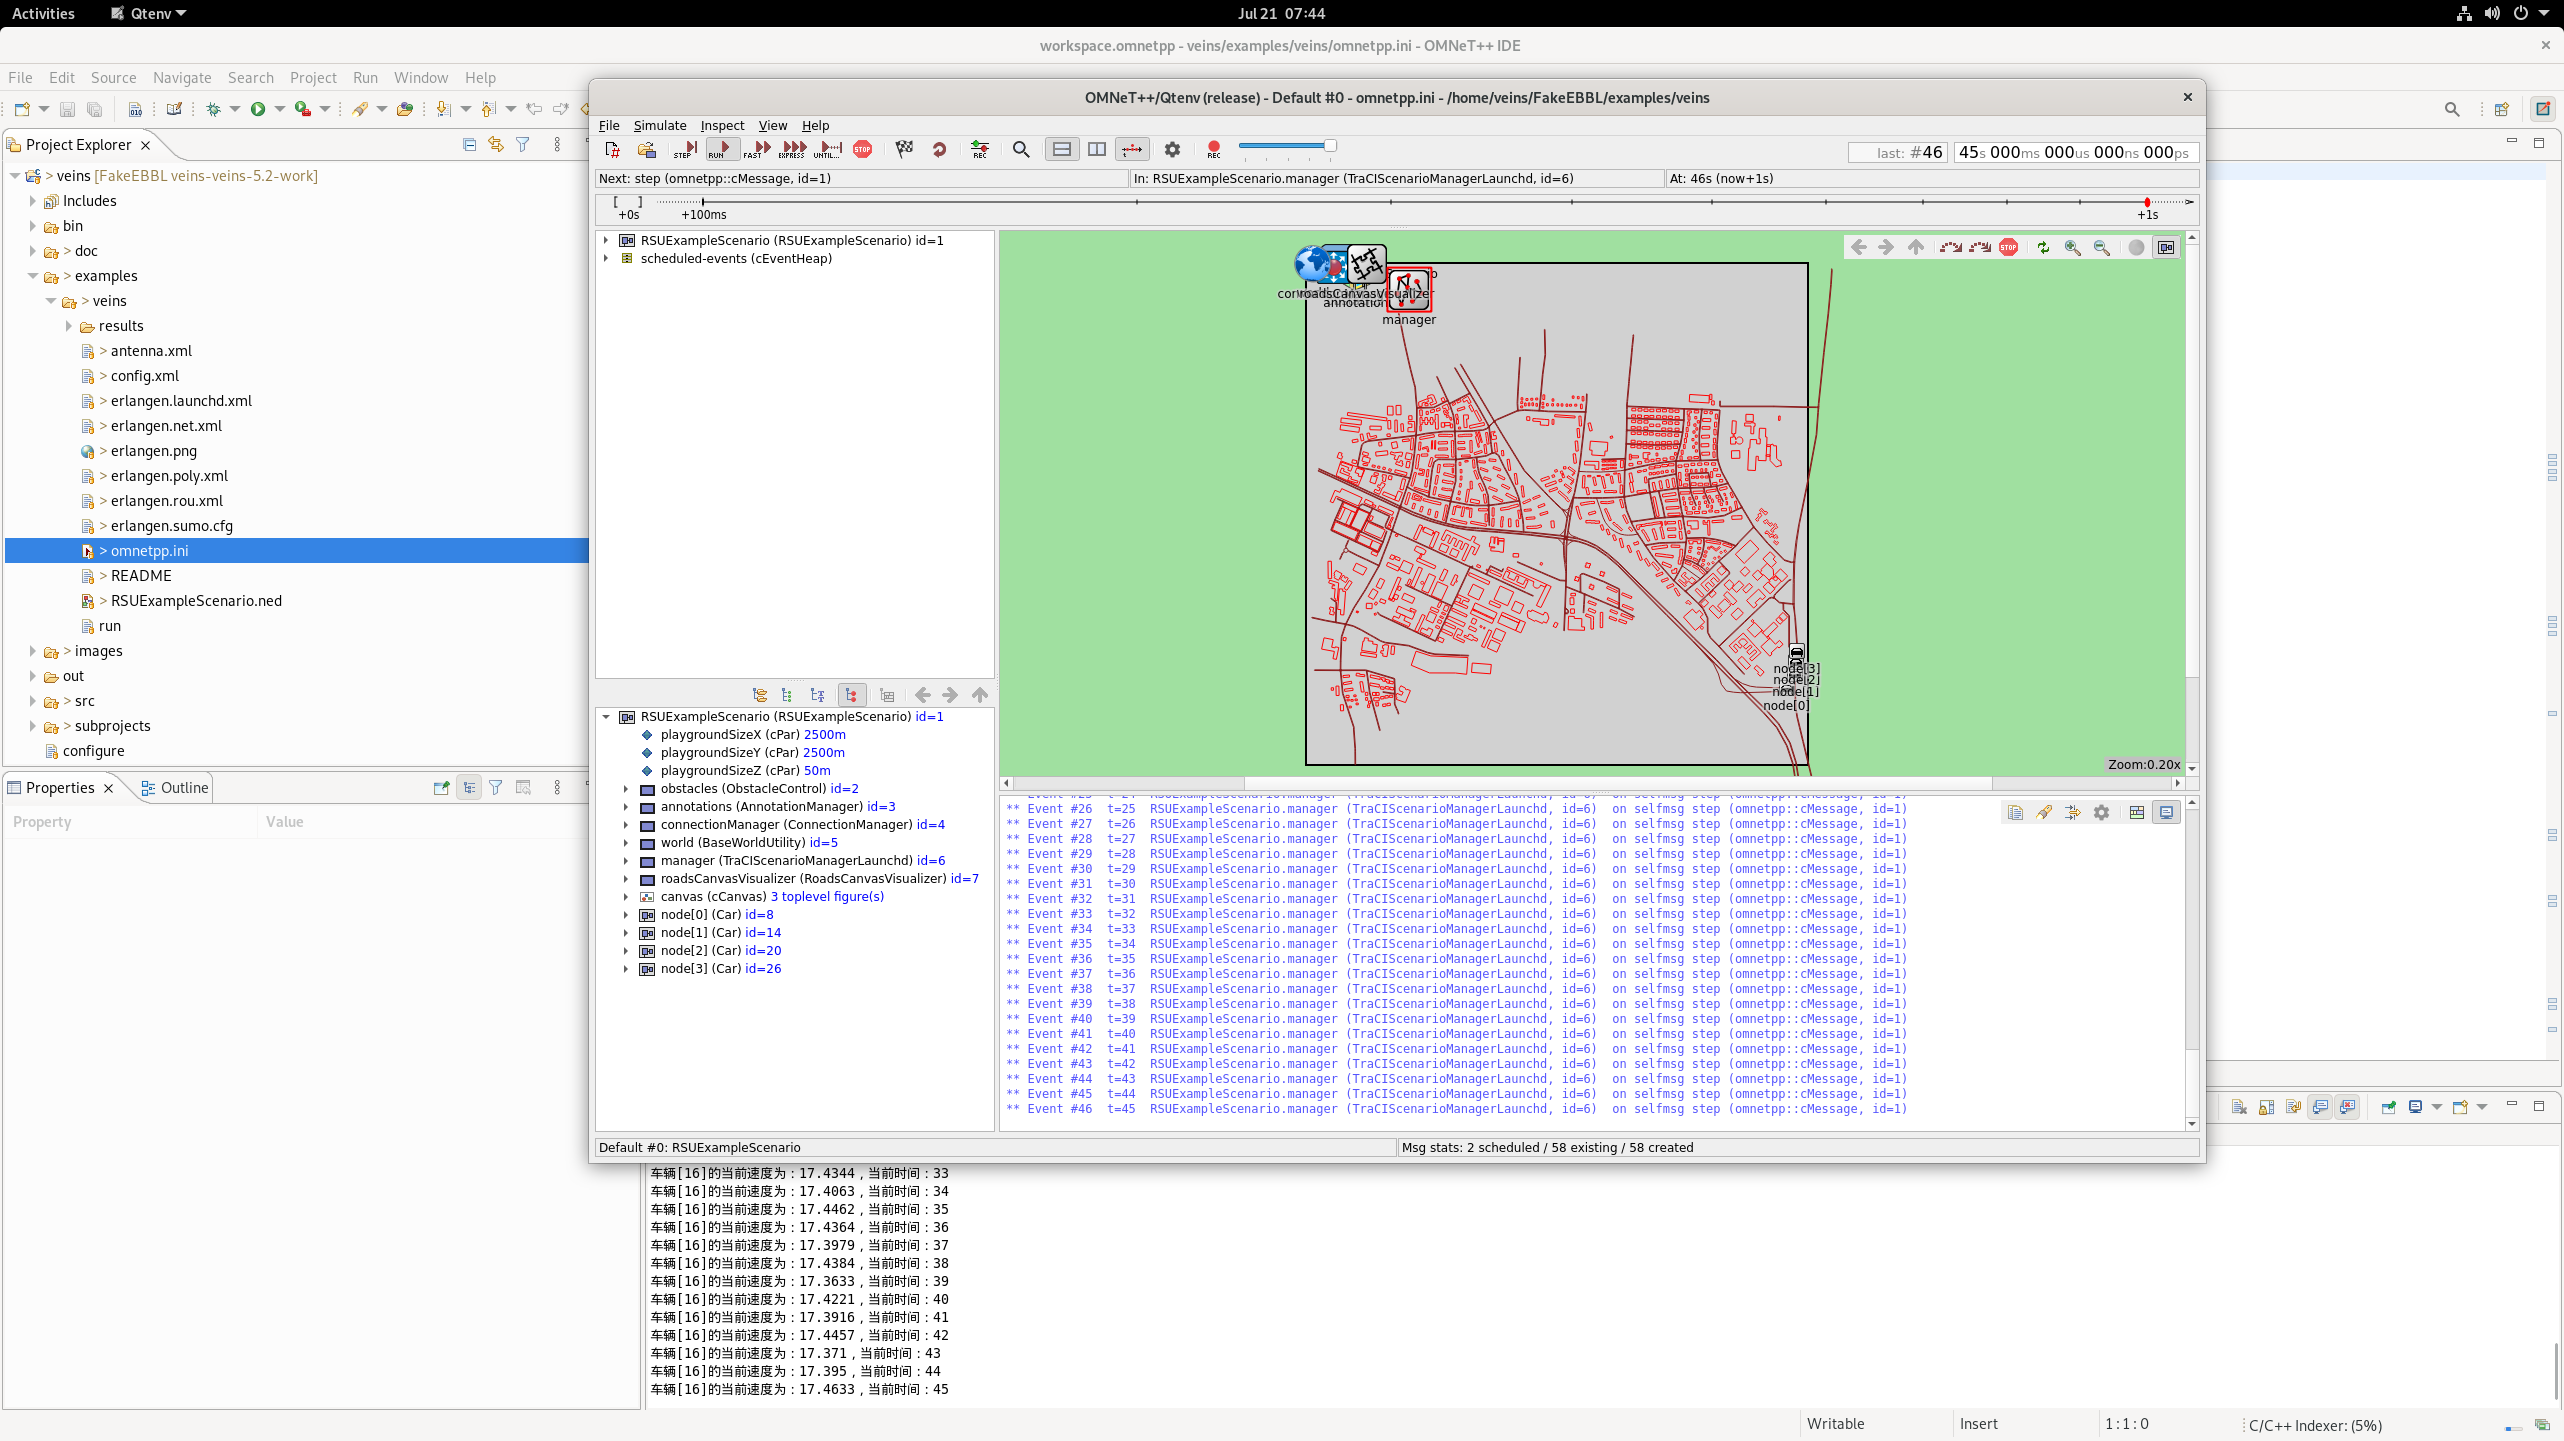 Activities
Qtenv
Jul 21 07:44
workspace.omnetpp - veins/examples/veins/omnetpp.ini - OMNeT++ IDE
File Edit Source Navigate Search Project Run Window Help
Project Explorer
> veins [FakeEBBL veins-veins-5.2-work]
Includes
> bin
> doc
> examples
> veins
results
> antenna.xml
> config.xml
> erlangen.launchd.xml
> erlangen.net.xml
> erlangen.png
> erlangen.poly.xml
> erlangen.rou.xml
> erlangen.sumo.cfg
> omnetpp.ini
> README
> RSUExampleScenario.ned
run
> images
out
> src
> subprojects
configure
Properties
Outline
Property Value
OMNeT++/Qtenv (release) - Default #0 - omnetpp.ini - /home/veins/FakeEBBL/examples/veins
File Simulate Inspect View Help
STEP RUN FAST EXPRESS UNTIL... STOP REC REC
last: #46 45s 000ms 000us 000ns 000ps
Next: step (omnetpp::cMessage, id=1)
In: RSUExampleScenario.manager (TraCIScenarioManagerLaunchd, id=6)
At: 46s (now+1s)
+0s +100ms +1s
RSUExampleScenario (RSUExampleScenario) id=1
scheduled-events (cEventHeap)
RSUExampleScenario (RSUExampleScenario) id=1
playgroundSizeX (cPar) 2500m
playgroundSizeY (cPar) 2500m
playgroundSizeZ (cPar) 50m
obstacles (ObstacleControl) id=2
annotations (AnnotationManager) id=3
connectionManager (ConnectionManager) id=4
world (BaseWorldUtility) id=5
manager (TraCIScenarioManagerLaunchd) id=6
roadsCanvasVisualizer (RoadsCanvasVisualizer) id=7
canvas (cCanvas) 3 toplevel figure(s)
node[0] (Car) id=8
node[1] (Car) id=14
node[2] (Car) id=20
node[3] (Car) id=26
STOP
roadsCanvasVisualizer
manager
node[3]
node[2]
node[1]
node[0]
Zoom:0.20x
** Event #26 t=25 RSUExampleScenario.manager (TraCIScenarioManagerLaunchd, id=6) on selfmsg step (omnetpp::cMessage, id=1)
** Event #27 t=26 RSUExampleScenario.manager (TraCIScenarioManagerLaunchd, id=6) on selfmsg step (omnetpp::cMessage, id=1)
** Event #28 t=27 RSUExampleScenario.manager (TraCIScenarioManagerLaunchd, id=6) on selfmsg step (omnetpp::cMessage, id=1)
** Event #29 t=28 RSUExampleScenario.manager (TraCIScenarioManagerLaunchd, id=6) on selfmsg step (omnetpp::cMessage, id=1)
** Event #30 t=29 RSUExampleScenario.manager (TraCIScenarioManagerLaunchd, id=6) on selfmsg step (omnetpp::cMessage, id=1)
** Event #31 t=30 RSUExampleScenario.manager (TraCIScenarioManagerLaunchd, id=6) on selfmsg step (omnetpp::cMessage, id=1)
** Event #32 t=31 RSUExampleScenario.manager (TraCIScenarioManagerLaunchd, id=6) on selfmsg step (omnetpp::cMessage, id=1)
** Event #33 t=32 RSUExampleScenario.manager (TraCIScenarioManagerLaunchd, id=6) on selfmsg step (omnetpp::cMessage, id=1)
** Event #34 t=33 RSUExampleScenario.manager (TraCIScenarioManagerLaunchd, id=6) on selfmsg step (omnetpp::cMessage, id=1)
** Event #35 t=34 RSUExampleScenario.manager (TraCIScenarioManagerLaunchd, id=6) on selfmsg step (omnetpp::cMessage, id=1)
** Event #36 t=35 RSUExampleScenario.manager (TraCIScenarioManagerLaunchd, id=6) on selfmsg step (omnetpp::cMessage, id=1)
** Event #37 t=36 RSUExampleScenario.manager (TraCIScenarioManagerLaunchd, id=6) on selfmsg step (omnetpp::cMessage, id=1)
** Event #38 t=37 RSUExampleScenario.manager (TraCIScenarioManagerLaunchd, id=6) on selfmsg step (omnetpp::cMessage, id=1)
** Event #39 t=38 RSUExampleScenario.manager (TraCIScenarioManagerLaunchd, id=6) on selfmsg step (omnetpp::cMessage, id=1)
** Event #40 t=39 RSUExampleScenario.manager (TraCIScenarioManagerLaunchd, id=6) on selfmsg step (omnetpp::cMessage, id=1)
** Event #41 t=40 RSUExampleScenario.manager (TraCIScenarioManagerLaunchd, id=6) on selfmsg step (omnetpp::cMessage, id=1)
** Event #42 t=41 RSUExampleScenario.manager (TraCIScenarioManagerLaunchd, id=6) on selfmsg step (omnetpp::cMessage, id=1)
** Event #43 t=42 RSUExampleScenario.manager (TraCIScenarioManagerLaunchd, id=6) on selfmsg step (omnetpp::cMessage, id=1)
** Event #44 t=43 RSUExampleScenario.manager (TraCIScenarioManagerLaunchd, id=6) on selfmsg step (omnetpp::cMessage, id=1)
** Event #45 t=44 RSUExampleScenario.manager (TraCIScenarioManagerLaunchd, id=6) on selfmsg step (omnetpp::cMessage, id=1)
** Event #46 t=45 RSUExampleScenario.manager (TraCIScenarioManagerLaunchd, id=6) on selfmsg step (omnetpp::cMessage, id=1)
Default #0: RSUExampleScenario
Msg stats: 2 scheduled / 58 existing / 58 created
车辆[16]的当前速度为：17.4344，当前时间：33
车辆[16]的当前速度为：17.4063，当前时间：34
车辆[16]的当前速度为：17.4462，当前时间：35
车辆[16]的当前速度为：17.4364，当前时间：36
车辆[16]的当前速度为：17.3979，当前时间：37
车辆[16]的当前速度为：17.4384，当前时间：38
车辆[16]的当前速度为：17.3633，当前时间：39
车辆[16]的当前速度为：17.4221，当前时间：40
车辆[16]的当前速度为：17.3916，当前时间：41
车辆[16]的当前速度为：17.4457，当前时间：42
车辆[16]的当前速度为：17.371，当前时间：43
车辆[16]的当前速度为：17.395，当前时间：44
车辆[16]的当前速度为：17.4633，当前时间：45
Writable
Insert
1:1:0
C/C++ Indexer: (5%)